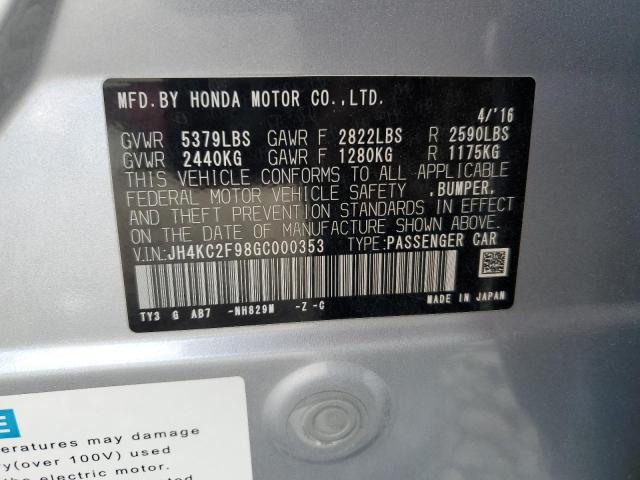 MFD.BY HONDA MOTOR CO.,LTD.
4/'16
GVWR 5379LBS GAWR F 2822LBS R 2590LBS
GVWR 2440KG GAWR F 1280KG R 1175KG
THIS VEHICLE CONFORMS TO ALL APPLICABLE
FEDERAL MOTOR VEHICLE SAFETY ,BUMPER,
AND THEFT PREVENTION STANDARDS IN EFFECT
ON THE DATE OF MANUFACTURE SHOWN ABOVE.
V.I.N:JH4KC2F98GC000353 TYPE:PASSENGER CAR
TY3 G AB7 -NH829M -Z -C
MADE IN JAPAN
E
eratures may damage
ry(over 100V) could
he electric motor.